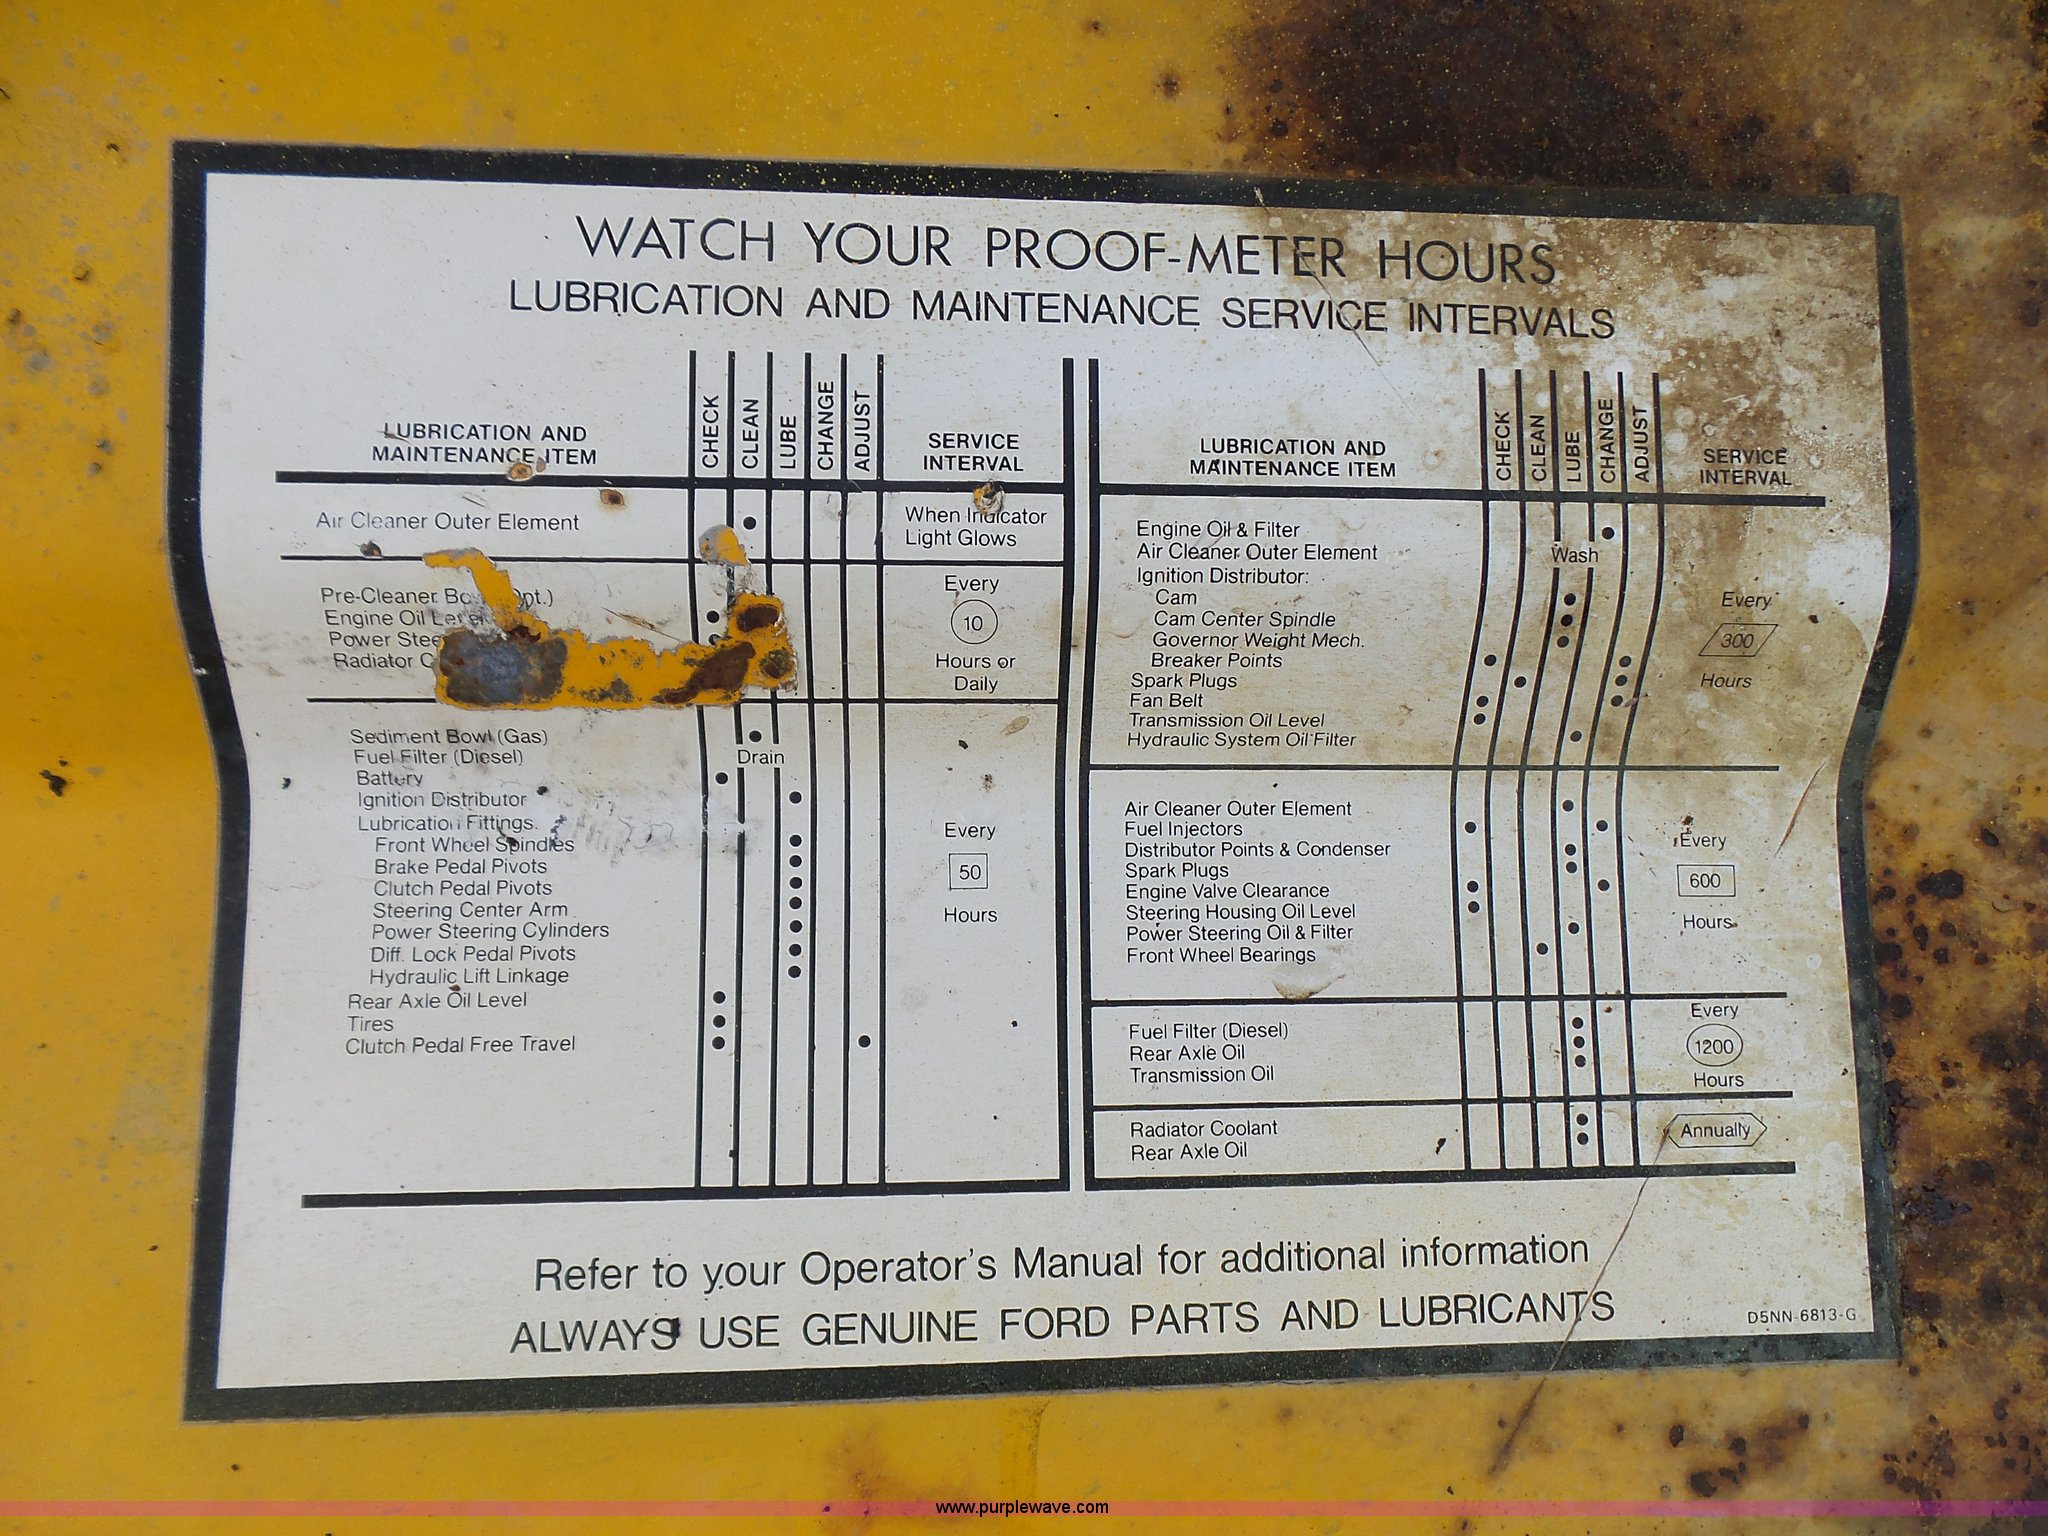 WATCH YOUR PROOF-METER HOURS
LUBRICATION AND MAINTENANCE SERVICE INTERVALS
LUBRICATION AND
MAINTENANCE ITEM
CHECK
CLEAN
LUBE
CHANGE
ADJUST
SERVICE
INTERVAL
Air Cleaner Outer Element
When Indicator
Light Glows
Pre-Cleaner
Engine Oil Level
Power
Radiator
Every
10
Hours or
Daily
Sediment Bowl (Gas)
Fuel Filter (Diesel)
Drain
Battery
Ignition Distributor
Lubrication Fittings.
Front Wheel Spindles
Brake Pedal Pivots
Clutch Pedal Pivots
Steering Center Arm
Power Steering Cylinders
Diff. Lock Pedal Pivots
Hydraulic Lift Linkage
Rear Axle Oil Level
Tires
Clutch Pedal Free Travel
Every
50
Hours
LUBRICATION AND
MAINTENANCE ITEM
CHECK
CLEAN
LUBE
CHANGE
ADJUST
SERVICE
INTERVAL
Engine Oil & Filter
Air Cleaner Outer Element
Wash
Ignition Distributor:
Cam
Cam Center Spindle
Governor Weight Mech.
Breaker Points
Spark Plugs
Fan Belt
Transmission Oil Level
Hydraulic System Oil Filter
Every
300
Hours
Air Cleaner Outer Element
Fuel Injectors
Distributor Points & Condenser
Spark Plugs
Engine Valve Clearance
Steering Housing Oil Level
Power Steering Oil & Filter
Front Wheel Bearings
Every
600
Hours
Fuel Filter (Diesel)
Rear Axle Oil
Transmission Oil
Every
1200
Hours
Radiator Coolant
Rear Axle Oil
Annually
Refer to your Operator's Manual for additional information
ALWAYS USE GENUINE FORD PARTS AND LUBRICANTS
D5NN-6813-G
www.purplewave.com